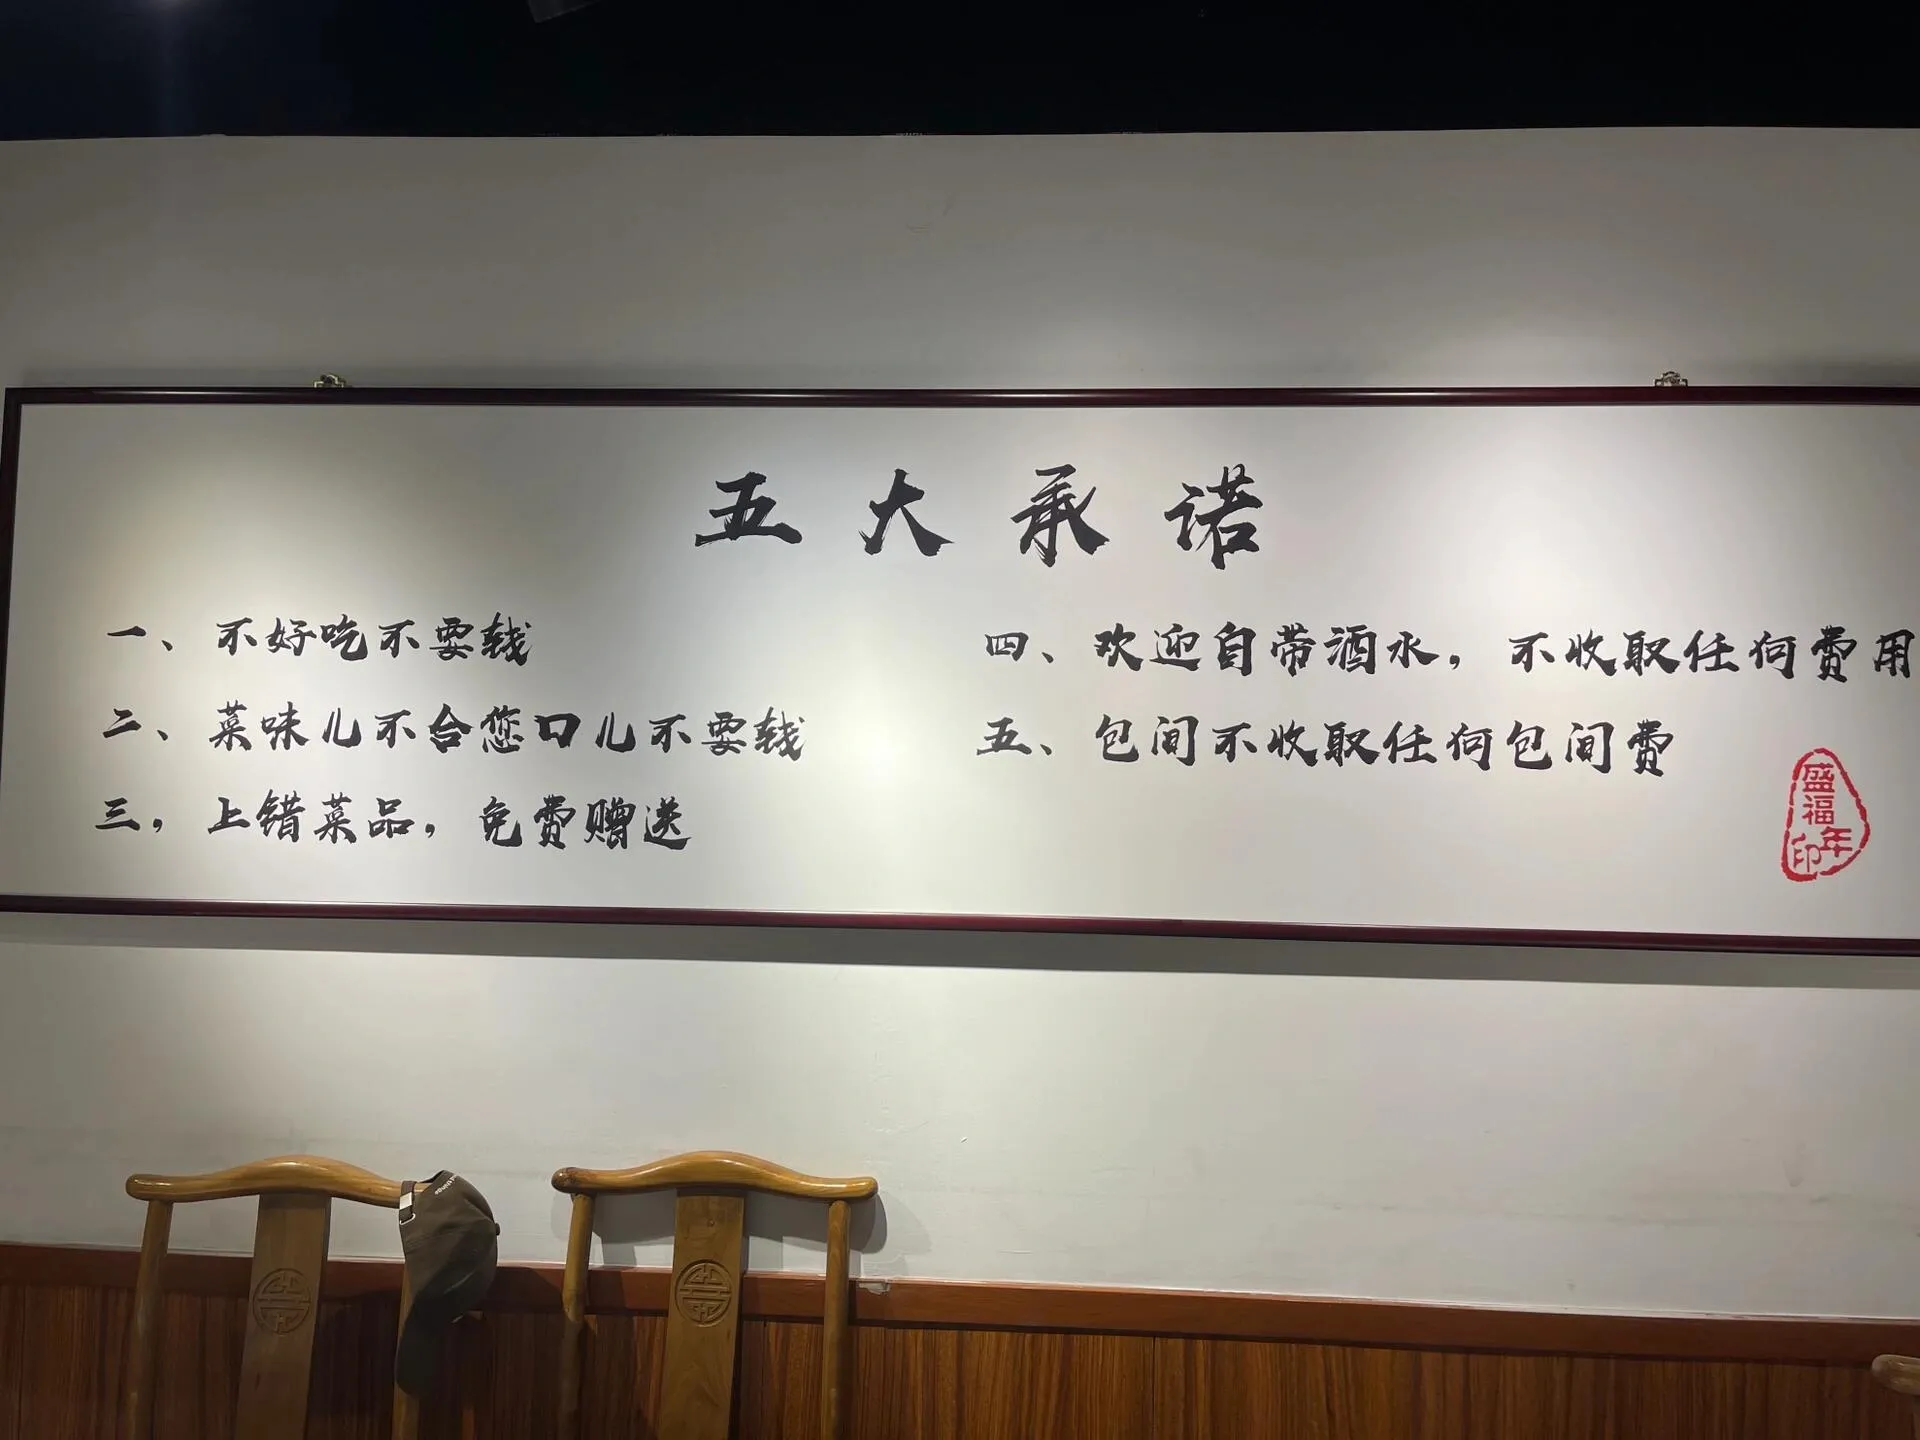 五大承诺
一、不好吃不要钱
二、菜味儿不合您口儿不要钱
三，上错菜品，免费赠送
四、欢迎自带酒水，不收取任何费用
五、包间不收取任何包间费
盛福年印